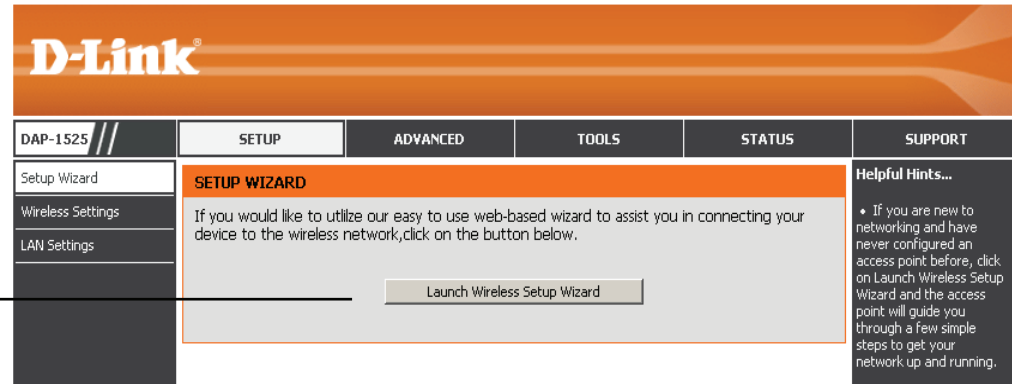 D-Link®
DAP-1525 SETUP ADVANCED TOOLS STATUS SUPPORT
Setup Wizard
Wireless Settings
LAN Settings
SETUP WIZARD
If you would like to utlilze our easy to use web-based wizard to assist you in connecting your
device to the wireless network,click on the button below.
Launch Wireless Setup Wizard
Helpful Hints...
• If you are new to
networking and have
never configured an
access point before, click
on Launch Wireless Setup
Wizard and the access
point will guide you
through a few simple
steps to get your
network up and running.